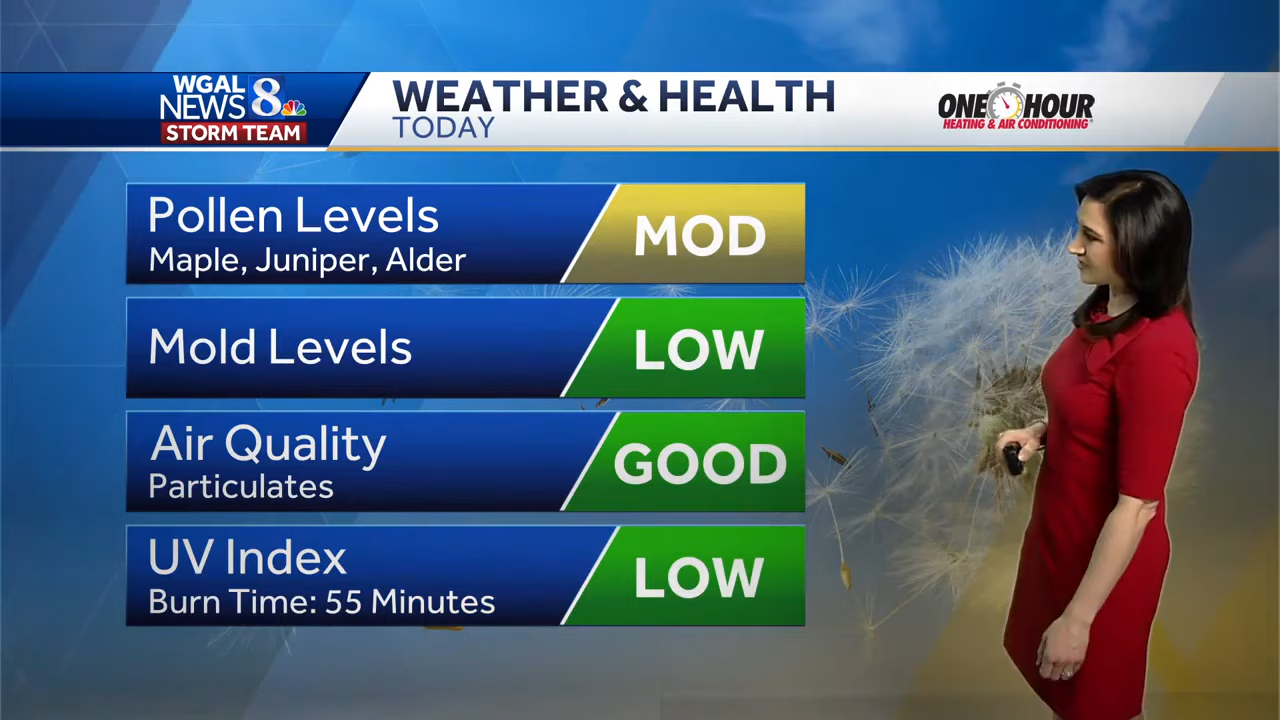 WGAL
NEWS 8
STORM TEAM
WEATHER & HEALTH
TODAY
ONE HOUR
HEATING & AIR CONDITIONING
Pollen Levels
Maple, Juniper, Alder
MOD
Mold Levels
LOW
Air Quality
Particulates
GOOD
UV Index
Burn Time: 55 Minutes
LOW